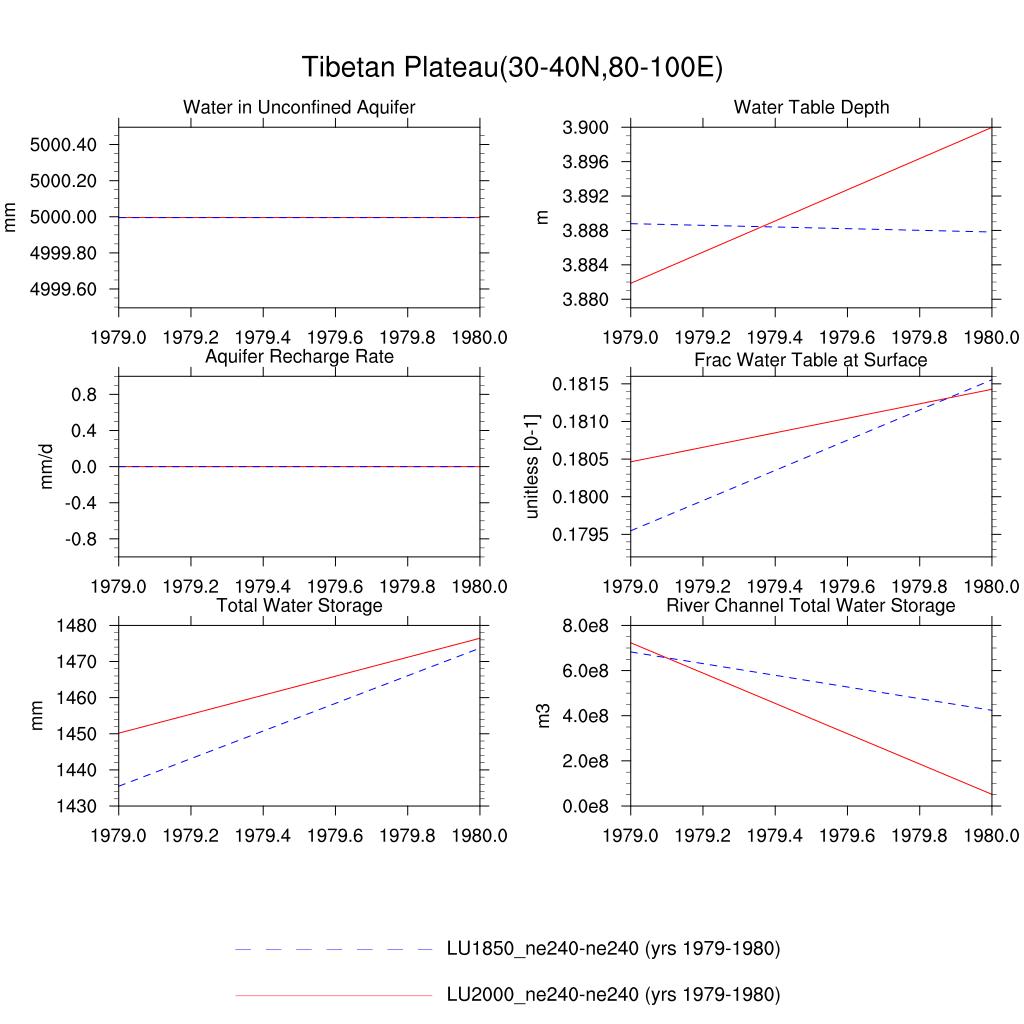 Tibetan Plateau(30-40N,80-100E)
Water in Unconfined Aquifer
mm
5000.40
5000.20
5000.00
4999.80
4999.60
1979.0 1979.2 1979.4 1979.6 1979.8 1980.0
Water Table Depth
m
3.900
3.896
3.892
3.888
3.884
3.880
1979.0 1979.2 1979.4 1979.6 1979.8 1980.0
Aquifer Recharge Rate
mm/d
0.8
0.4
0.0
-0.4
-0.8
1979.0 1979.2 1979.4 1979.6 1979.8 1980.0
Frac Water Table at Surface
unitless [0-1]
0.1815
0.1810
0.1805
0.1800
0.1795
1979.0 1979.2 1979.4 1979.6 1979.8 1980.0
Total Water Storage
mm
1480
1470
1460
1450
1440
1430
1979.0 1979.2 1979.4 1979.6 1979.8 1980.0
River Channel Total Water Storage
m3
8.0e8
6.0e8
4.0e8
2.0e8
0.0e8
1979.0 1979.2 1979.4 1979.6 1979.8 1980.0
LU1850_ne240-ne240 (yrs 1979-1980)
LU2000_ne240-ne240 (yrs 1979-1980)